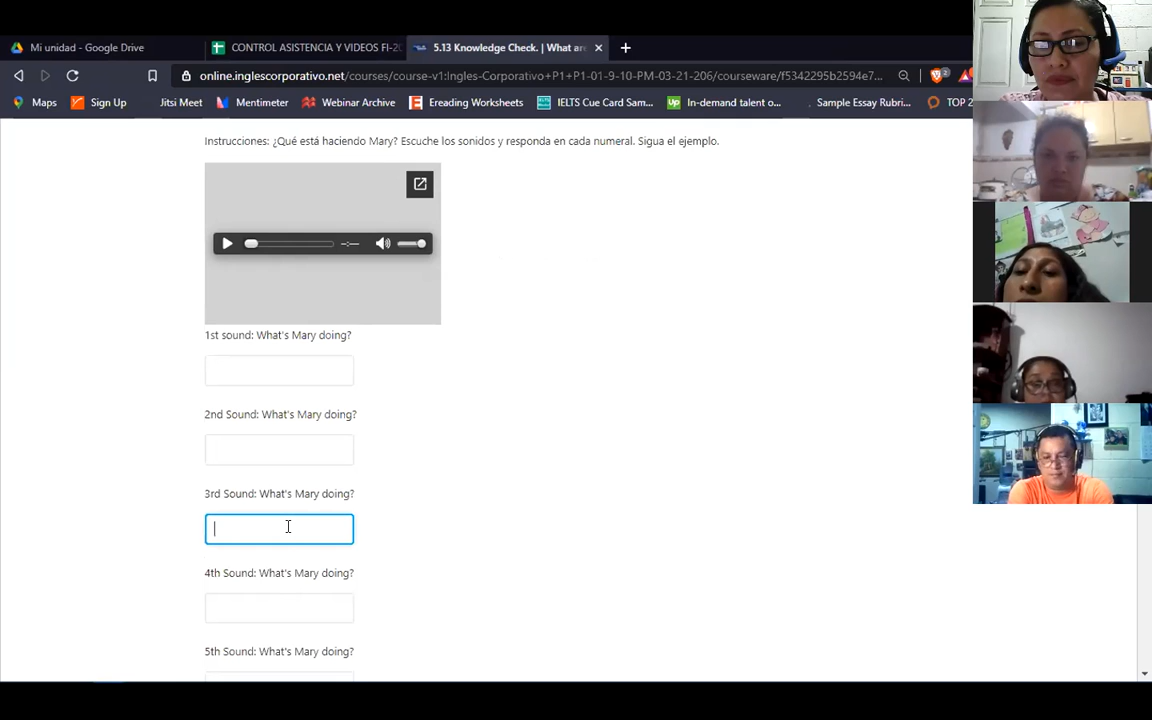 Mi unidad - Google Drive
CONTROL ASISTENCIA Y VIDEOS FI-20
5.13 Knowledge Check. | What are
online.inglescorporativo.net/courses/course-v1:Ingles-Corporativo+P1+P1-01-9-10-PM-03-21-206/courseware/f5342295b2594e7...
Maps
Sign Up
Jitsi Meet
Mentimeter
Webinar Archive
Ereading Worksheets
IELTS Cue Card Sam...
Up
In-demand talent o...
Sample Essay Rubri...
TOP 2
Instrucciones: ¿Qué está haciendo Mary? Escuche los sonidos y responda en cada numeral. Sigua el ejemplo.
-:--
1st sound: What's Mary doing?
2nd Sound: What's Mary doing?
3rd Sound: What's Mary doing?
4th Sound: What's Mary doing?
5th Sound: What's Mary doing?